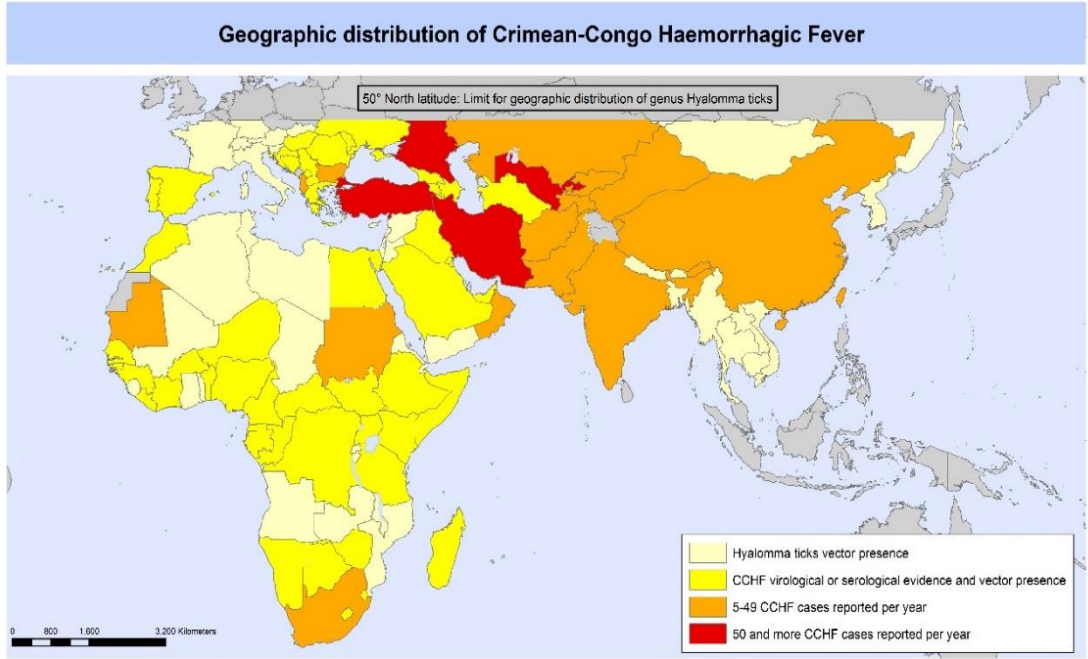 Geographic distribution of Crimean-Congo Haemorrhagic Fever
50° North latitude: Limit for geographic distribution of genus Hyalomma ticks
Hyalomma ticks vector presence
CCHF virological or serological evidence and vector presence
5-49 CCHF cases reported per year
50 and more CCHF cases reported per year
0 800 1,600 3,200 Kilometers